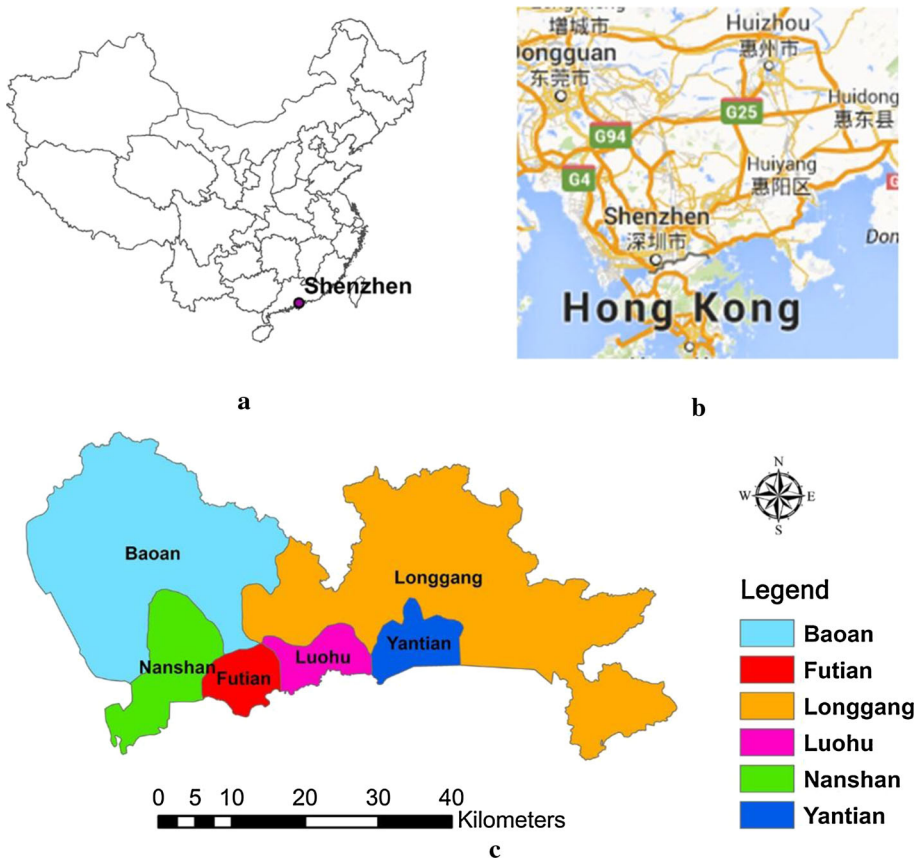 Shenzhen
a
增城市
Huizhou
惠州市
Dongguan
东莞市
G25
Huidong
惠东县
G94
G4
Huiyang
惠阳区
Shenzhen
深圳市
Don
Hong Kong
b
Baoan
Longgang
Nanshan
Futian
Luohu
Yantian
N
W
E
S
Legend
Baoan
Futian
Longgang
Luohu
Nanshan
Yantian
0 5 10 20 30 40
Kilometers
c